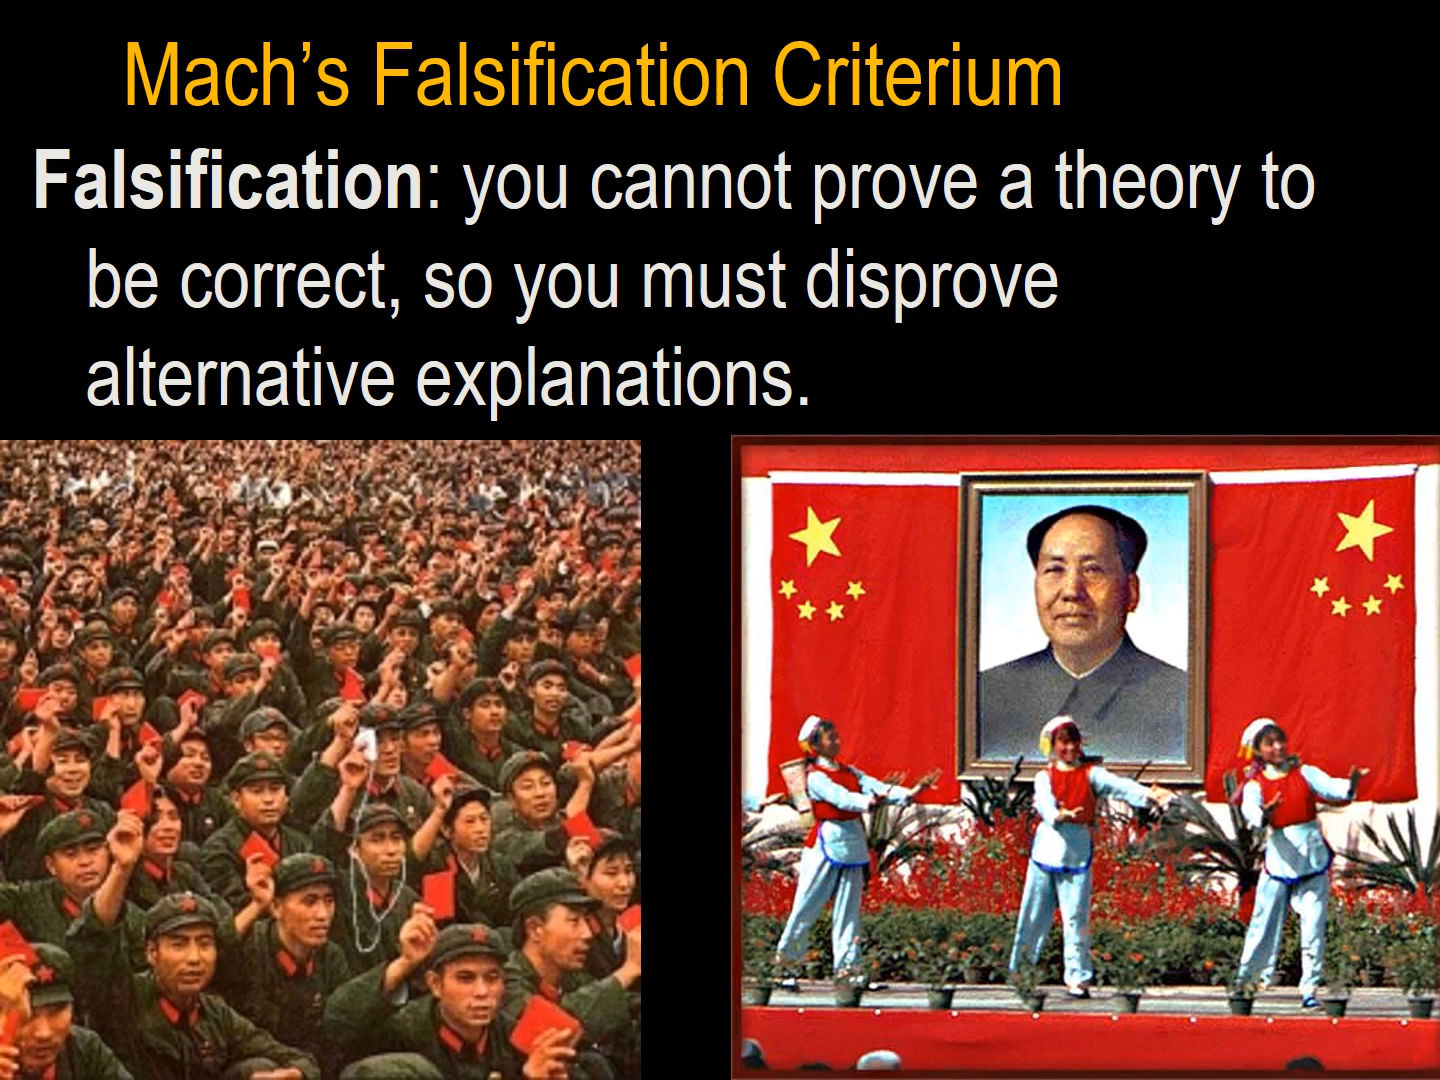 Mach’s Falsification Criterium
Falsification: you cannot prove a theory to
be correct, so you must disprove
alternative explanations.